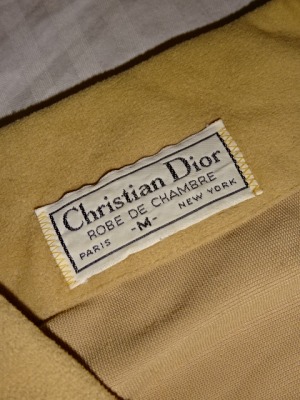 Christian Dior
ROBE DE CHAMBRE
PARIS -M- NEW YORK